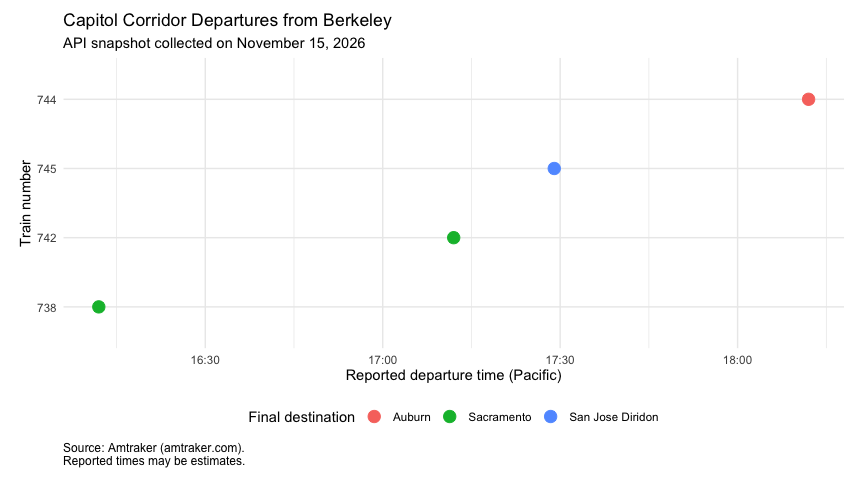 Capitol Corridor Departures from Berkeley
API snapshot collected on November 15, 2026
744
745
742
738
Train number
16:30 17:00 17:30 18:00
Reported departure time (Pacific)
Final destination Auburn Sacramento San Jose Diridon
Source: Amtraker (amtraker.com).
Reported times may be estimates.